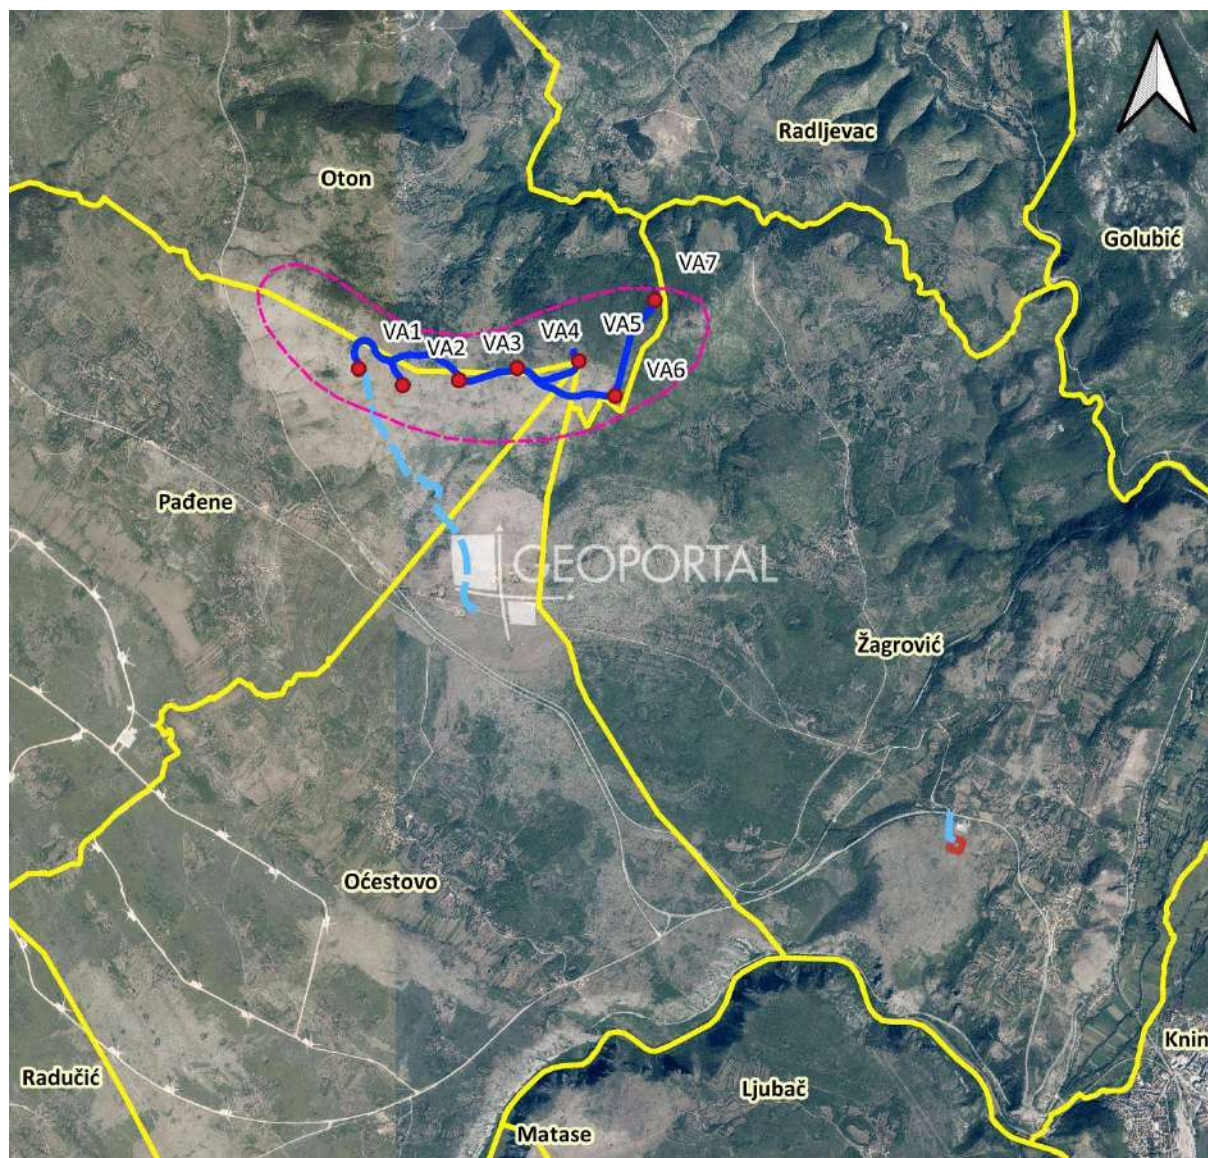 Radljevac
Oton
Golubić
VA7
VA1
VA2
VA3
VA4
VA5
VA6
Pađene
GEOPORTAL
Žagrović
Oćestovo
Knin
Radučić
Ljubač
Matase